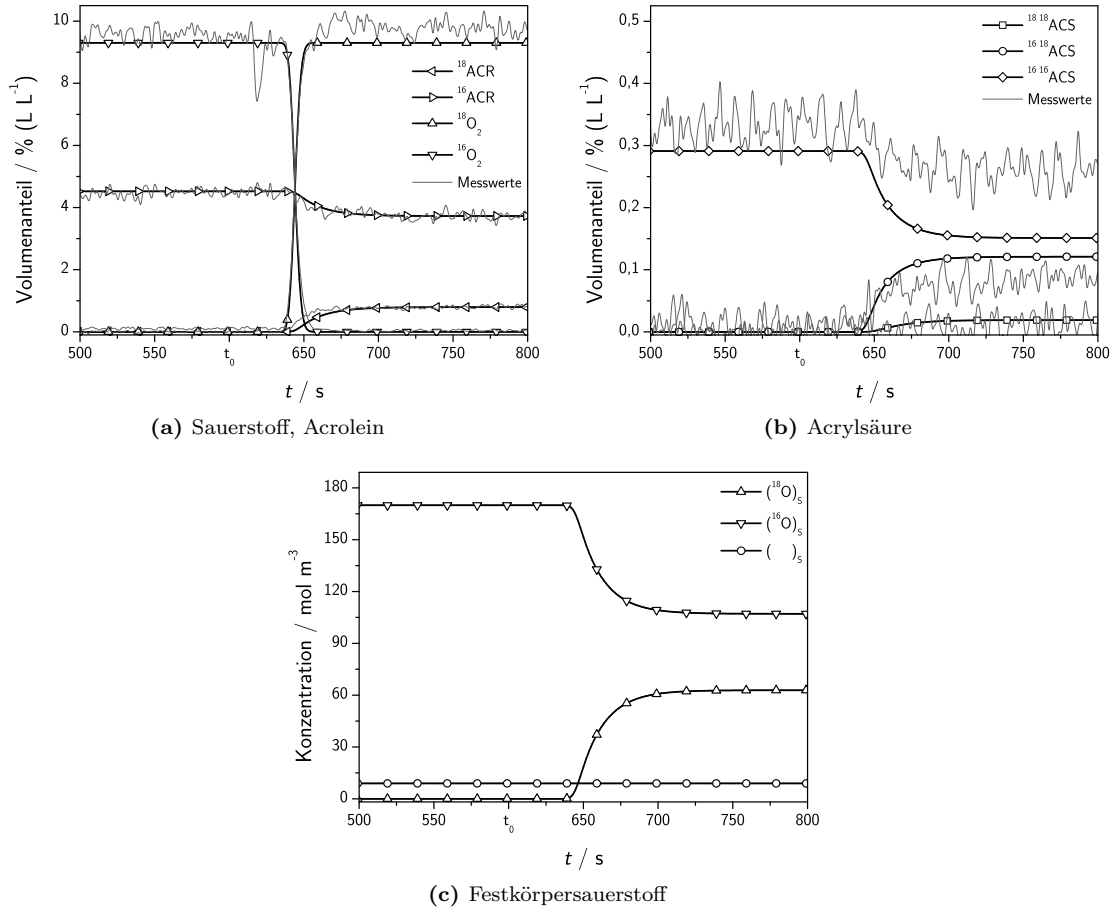 Volumenanteil / % (L L⁻¹)
10
8
6
4
2
0
¹⁸ACR
¹⁶ACR
¹⁸O₂
¹⁶O₂
Messwerte
500 550 t₀ 650 700 750 800
t / s
(a) Sauerstoff, Acrolein
Volumenanteil / % (L L⁻¹)
0,5
0,4
0,3
0,2
0,1
0,0
¹⁸ ¹⁸ACS
¹⁶ ¹⁸ACS
¹⁶ ¹⁶ACS
Messwerte
500 550 t₀ 650 700 750 800
t / s
(b) Acrylsäure
Konzentration / mol m⁻³
180
150
120
90
60
30
0
(¹⁸O)ₛ
(¹⁶O)ₛ
( )ₛ
500 550 t₀ 650 700 750 800
t / s
(c) Festkörpersauerstoff